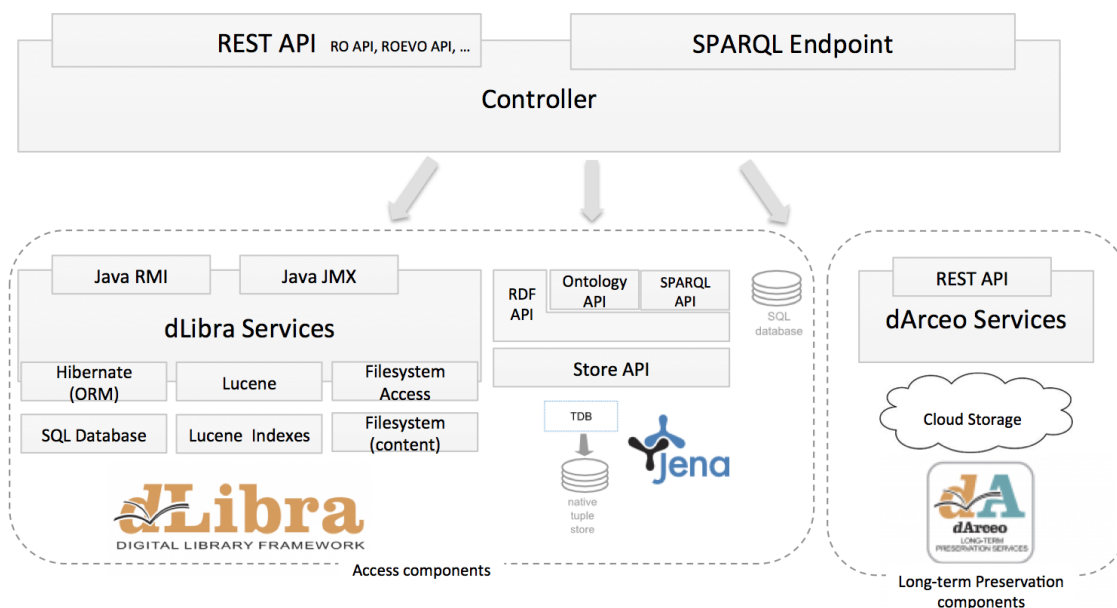 REST API RO API, ROEVO API, ...
SPARQL Endpoint
Controller
Java RMI
Java JMX
dLibra Services
Hibernate
(ORM)
Lucene
Filesystem
Access
SQL Database
Lucene Indexes
Filesystem
(content)
dLibra
DIGITAL LIBRARY FRAMEWORK
RDF
API
Ontology
API
SPARQL
API
Store API
TDB
native
tuple
store
Jena
SQL
database
Access components
REST API
dArceo Services
Cloud Storage
dA
dArceo
LONG-TERM
PRESERVATION SERVICES
Long-term Preservation
components